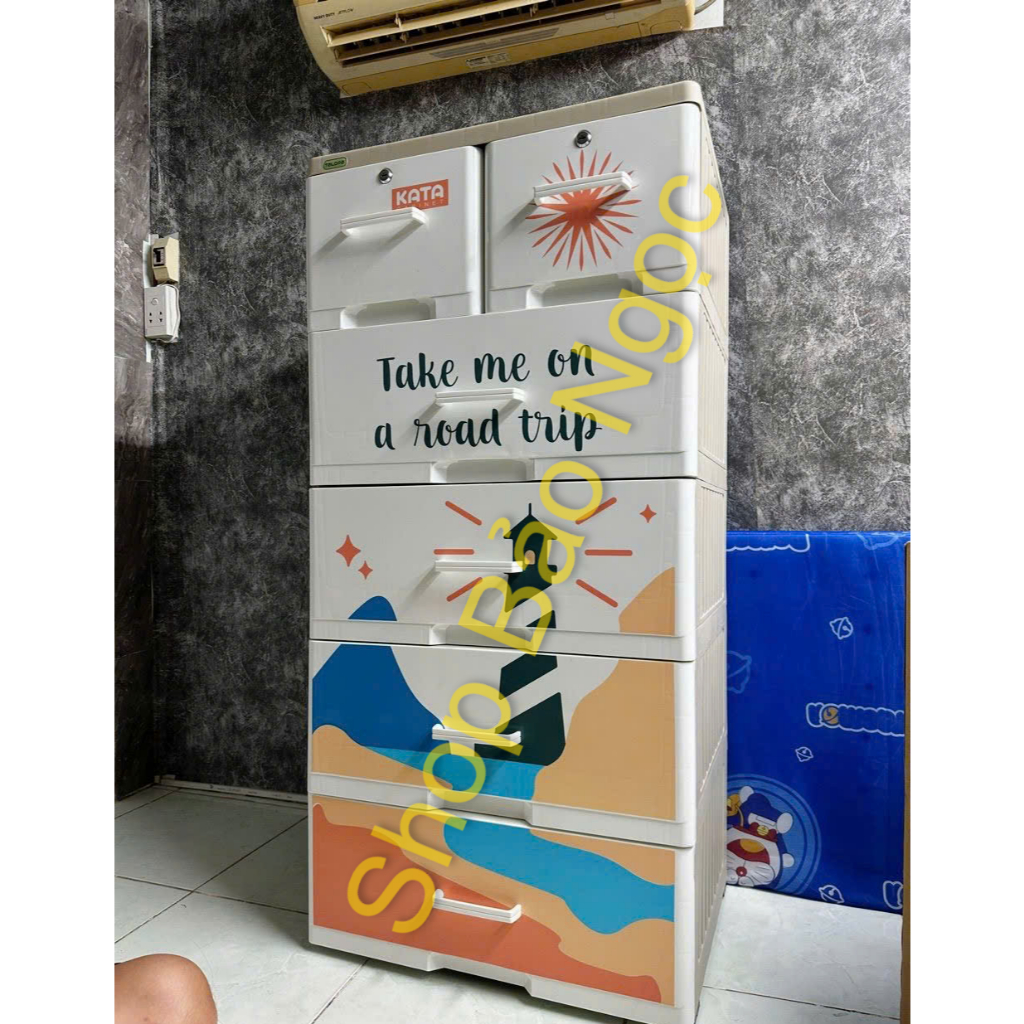 KATA
Take me on
a road trip
Shop Bảo Ngọc